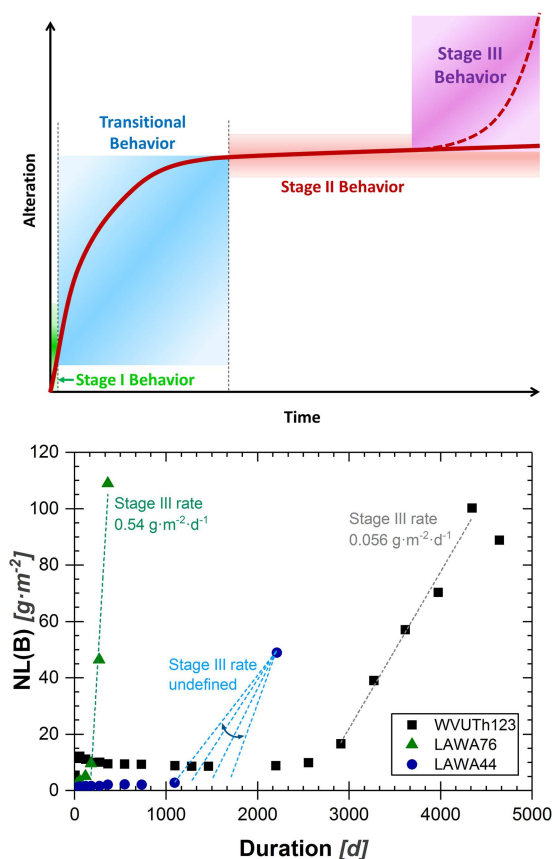 Stage III
Behavior
Transitional
Behavior
Alteration
Stage II Behavior
Stage I Behavior
Time
120
100
80
60
40
20
0
NL(B) [g·m⁻²]
Stage III rate
0.54 g·m⁻²·d⁻¹
Stage III rate
0.056 g·m⁻²·d⁻¹
Stage III rate
undefined
WVUTh123
LAWA76
LAWA44
0 1000 2000 3000 4000 5000
Duration [d]